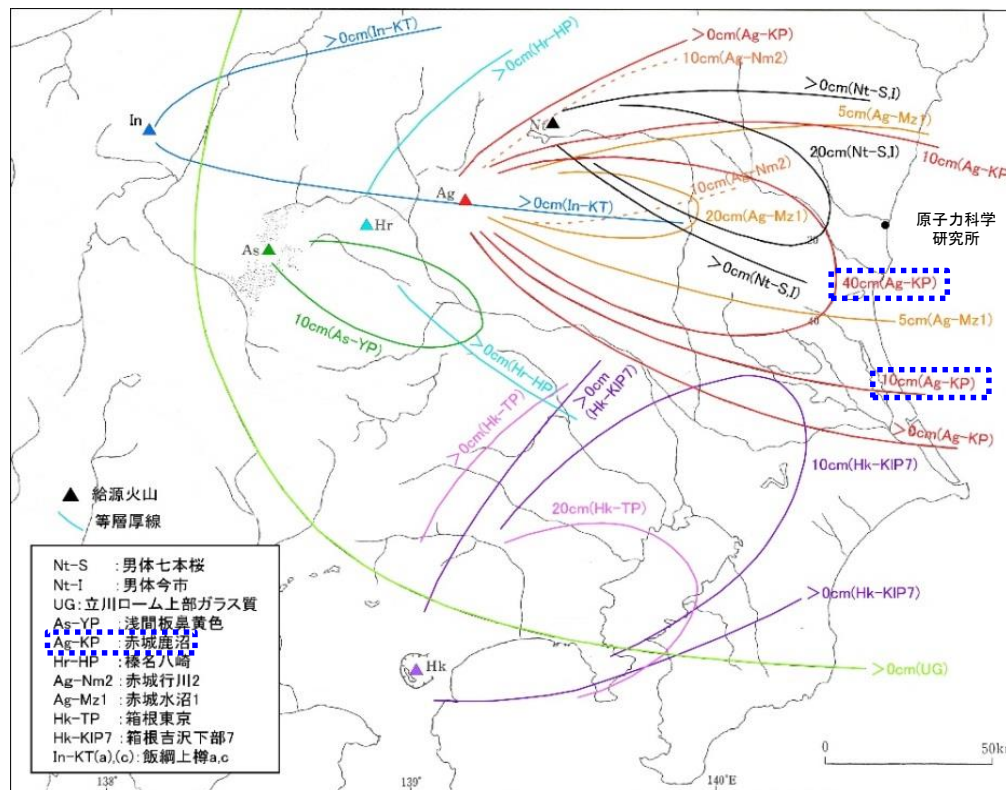 >0cm(In-KT)
>0cm(Hr-HP)
>0cm(Ag-KP)
10cm(Ag-Nm2)
>0cm(Nt-S,I)
5cm(Ag-Mz1)
In
Nt
20cm(Nt-S,I)
10cm(Ag-KP
10cm(Ag-Nm2)
Ag
>0cm(In-KT)
20cm(Ag-Mz1)
原子力科学
研究所
Hr
As
20
>0cm(Nt-S,I)
40cm(Ag-KP)
10cm(As-YP)
40
5cm(Ag-Mz1)
>0cm(Hr-HP
>0cm
(Hk-KIP7)
10cm(Ag-KP)
>0cm(Hk-TP)
>0cm(Ag-KP)
10cm(Hk-KIP7)
▲ 給源火山
等層厚線
20cm(Hk-TP)
Nt-S :男体七本桜
Nt-I :男体今市
UG:立川ローム上部ガラス質
As-YP :浅間板鼻黄色
Ag-KP :赤城鹿沼
Hr-HP :榛名八崎
Ag-Nm2 :赤城行川2
Ag-Mz1 :赤城水沼1
Hk-TP :箱根東京
Hk-KIP7 :箱根吉沢下部7
In-KT(a),(c):飯綱上樽a,c
>0cm(Hk-KIP7)
Hk
>0cm(UG)
0 50km
138°
139°
140°E